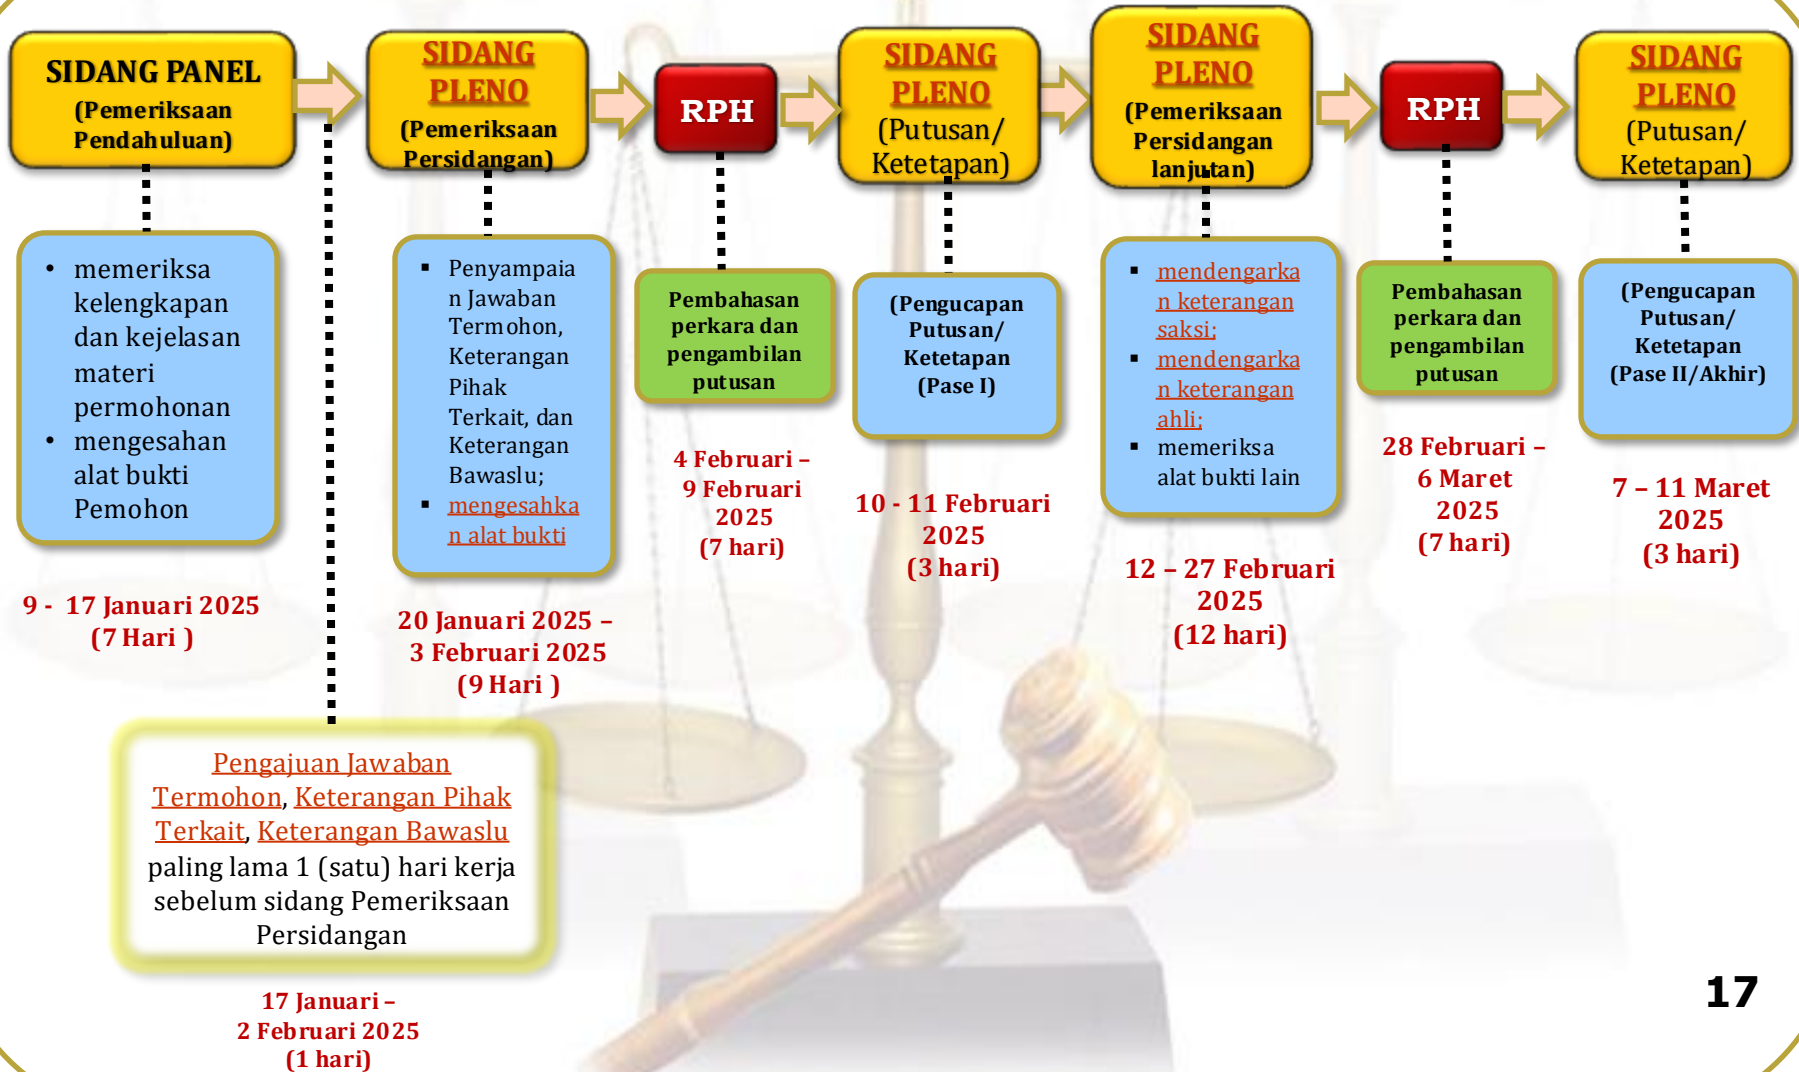 SIDANG PANEL
(Pemeriksaan
Pendahuluan)
SIDANG
PLENO
(Pemeriksaan
Persidangan)
RPH
SIDANG
PLENO
(Putusan/
Ketetapan)
SIDANG
PLENO
(Pemeriksaan
Persidangan
lanjutan)
RPH
SIDANG
PLENO
(Putusan/
Ketetapan)
• memeriksa
kelengkapan
dan kejelasan
materi
permohonan
• mengesahan
alat bukti
Pemohon
9 - 17 Januari 2025
(7 Hari )
Pengajuan Jawaban
Termohon, Keterangan Pihak
Terkait, Keterangan Bawaslu
paling lama 1 (satu) hari kerja
sebelum sidang Pemeriksaan
Persidangan
17 Januari –
2 Februari 2025
(1 hari)
▪ Penyampaia
n Jawaban
Termohon,
Keterangan
Pihak
Terkait, dan
Keterangan
Bawaslu;
▪ mengesahka
n alat bukti
20 Januari 2025 –
3 Februari 2025
(9 Hari )
Pembahasan
perkara dan
pengambilan
putusan
4 Februari –
9 Februari
2025
(7 hari)
(Pengucapan
Putusan/
Ketetapan
(Pase I)
10 - 11 Februari
2025
(3 hari)
▪ mendengarka
n keterangan
saksi;
▪ mendengarka
n keterangan
ahli;
▪ memeriksa
alat bukti lain
12 – 27 Februari
2025
(12 hari)
Pembahasan
perkara dan
pengambilan
putusan
28 Februari –
6 Maret
2025
(7 hari)
(Pengucapan
Putusan/
Ketetapan
(Pase II/Akhir)
7 – 11 Maret
2025
(3 hari)
17